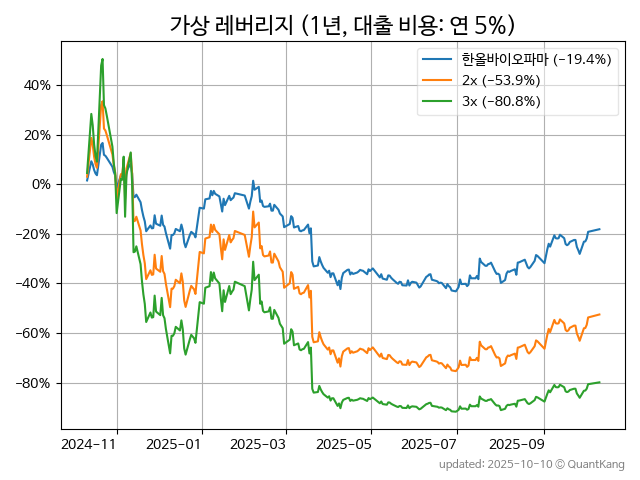 가상 레버리지 (1년, 대출 비용: 연 5%)
한올바이오파마 (−19.4%)
2x (−53.9%)
3x (−80.8%)
40%
20%
0%
−20%
−40%
−60%
−80%
2024-11
2025-01
2025-03
2025-05
2025-07
2025-09
updated: 2025-10-10 © QuantKang